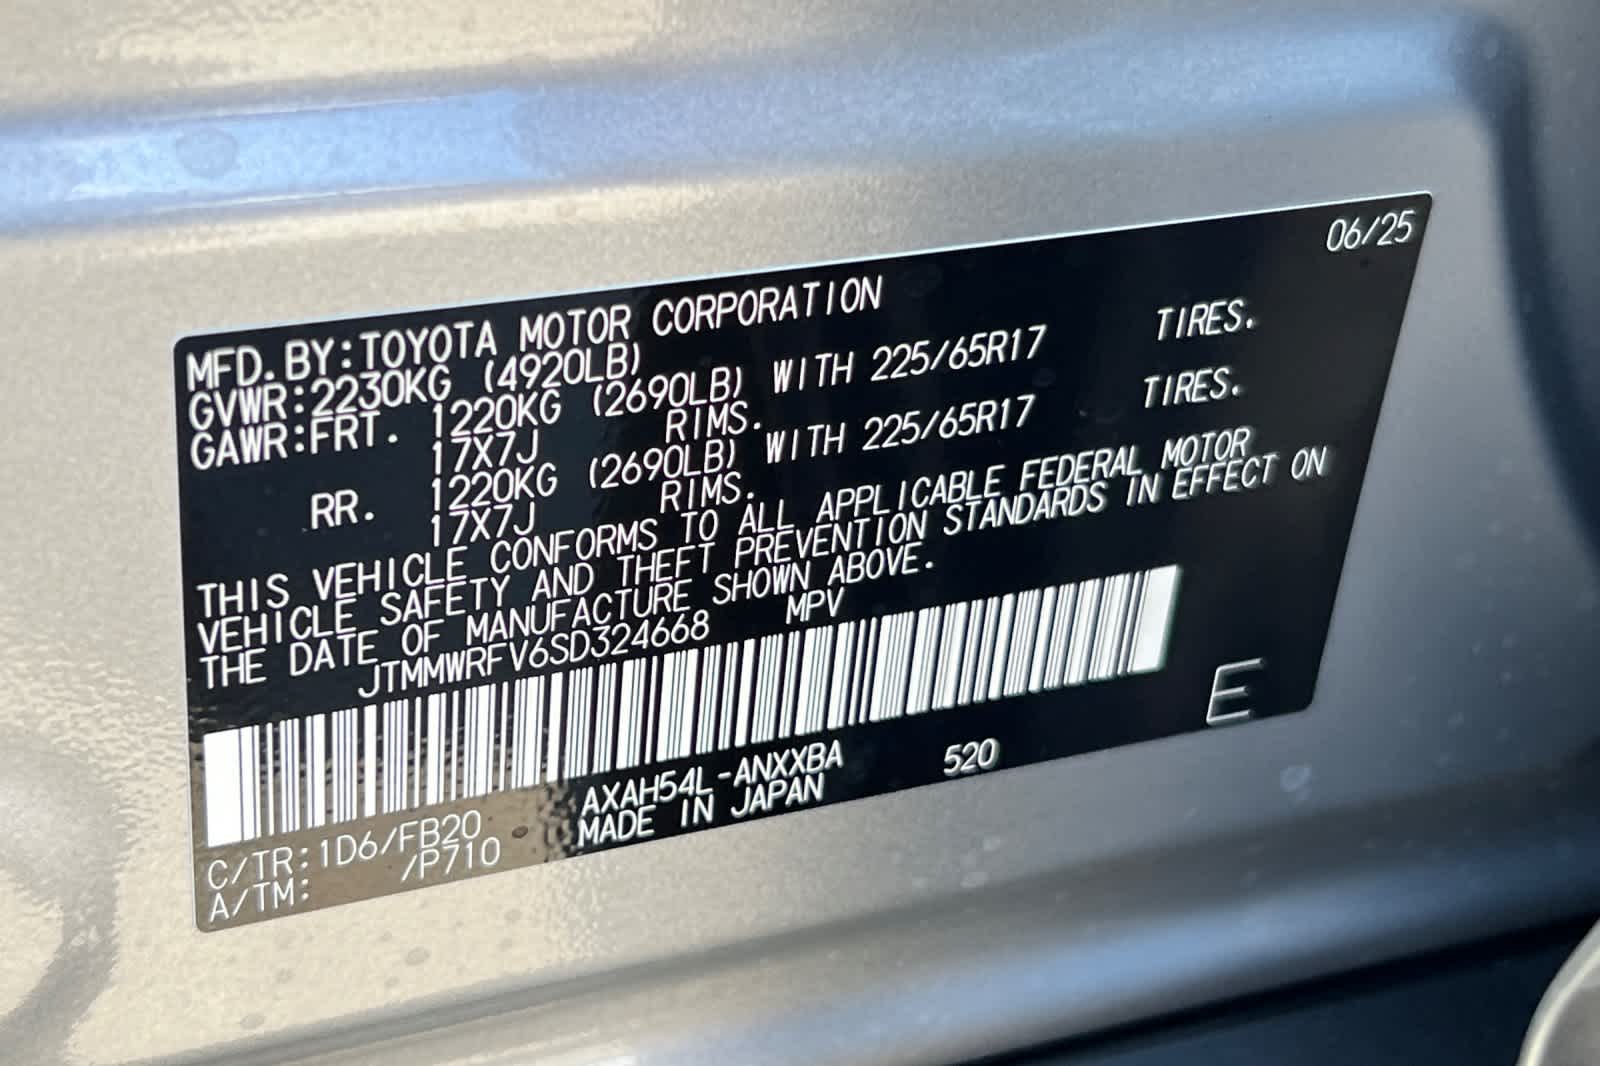 06/25
MFD.BY:TOYOTA MOTOR CORPORATION
GVWR:2230KG (4920LB)
GAWR:FRT. 1220KG (2690LB) WITH 225/65R17 TIRES.
17X7J RIMS.
RR. 1220KG (2690LB) WITH 225/65R17 TIRES.
17X7J RIMS.
THIS VEHICLE CONFORMS TO ALL APPLICABLE FEDERAL MOTOR
VEHICLE SAFETY AND THEFT PREVENTION STANDARDS IN EFFECT ON
THE DATE OF MANUFACTURE SHOWN ABOVE.
JTMMWRFV6SD324668 MPV
E
C/TR:1D6/FB20 AXAH54L-ANXXBA 520
A/TM: /P710 MADE IN JAPAN